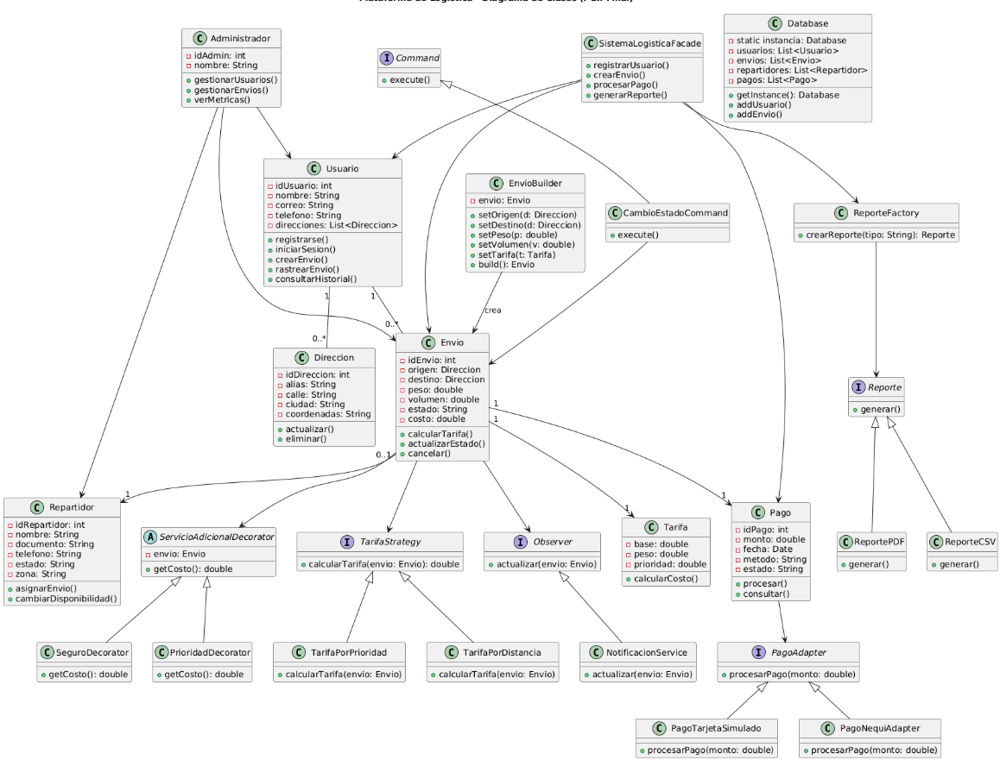 Plataforma de Logística - Diagrama de Clases
C Administrador
idAdmin: int
nombre: String
gestionarUsuarios()
gestionarEnvios()
verMetricas()
I Command
execute()
C SistemaLogisticaFacade
registrarUsuario()
crearEnvio()
procesarPago()
generarReporte()
C Database
static instancia: Database
usuarios: List<Usuario>
envios: List<Envio>
repartidores: List<Repartidor>
pagos: List<Pago>
getInstance(): Database
addUsuario()
addEnvio()
C Usuario
idUsuario: int
nombre: String
correo: String
telefono: String
direcciones: List<Direccion>
registrarse()
iniciarSesion()
crearEnvio()
rastrearEnvio()
consultarHistorial()
C EnvioBuilder
envio: Envio
setOrigen(d: Direccion)
setDestino(d: Direccion)
setPeso(p: double)
setVolumen(v: double)
setTarifa(t: Tarifa)
build(): Envio
C CambioEstadoCommand
execute()
C ReporteFactory
crearReporte(tipo: String): Reporte
1
1
crea
0..*
0..*
C Direccion
idDireccion: int
alias: String
calle: String
ciudad: String
coordenadas: String
actualizar()
eliminar()
C Envio
idEnvio: int
origen: Direccion
destino: Direccion
peso: double
volumen: double
estado: String
costo: double
calcularTarifa()
actualizarEstado()
cancelar()
1
1
0..1
I Reporte
generar()
1
1
1
C Repartidor
idRepartidor: int
nombre: String
documento: String
telefono: String
estado: String
zona: String
asignarEnvio()
cambiarDisponibilidad()
A ServicioAdicionalDecorator
envio: Envio
getCosto(): double
I TarifaStrategy
calcularTarifa(envio: Envio): double
I Observer
actualizar(envio: Envio)
C Tarifa
base: double
peso: double
prioridad: double
calcularCosto()
C Pago
idPago: int
monto: double
fecha: Date
metodo: String
estado: String
procesar()
consultar()
C ReportePDF
generar()
C ReporteCSV
generar()
C SeguroDecorator
getCosto(): double
C PrioridadDecorator
getCosto(): double
C TarifaPorPrioridad
calcularTarifa(envio: Envio)
C TarifaPorDistancia
calcularTarifa(envio: Envio)
C NotificacionService
actualizar(envio: Envio)
I PagoAdapter
procesarPago(monto: double)
C PagoTarjetaSimulado
procesarPago(monto: double)
C PagoNequiAdapter
procesarPago(monto: double)